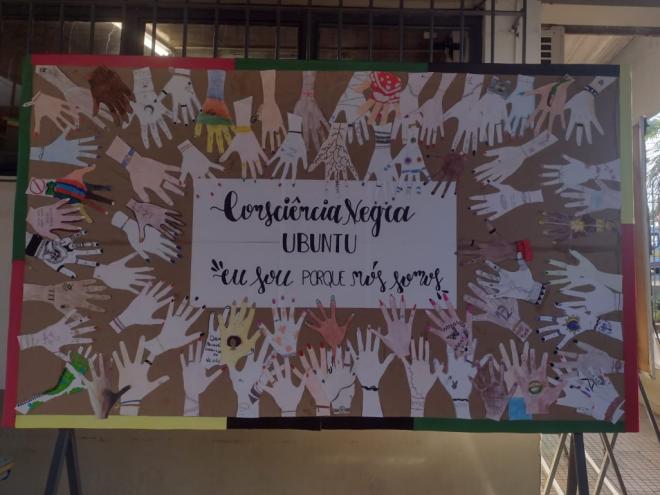 Consciência Negra
UBUNTU
"eu sou PORQUE nós somos"